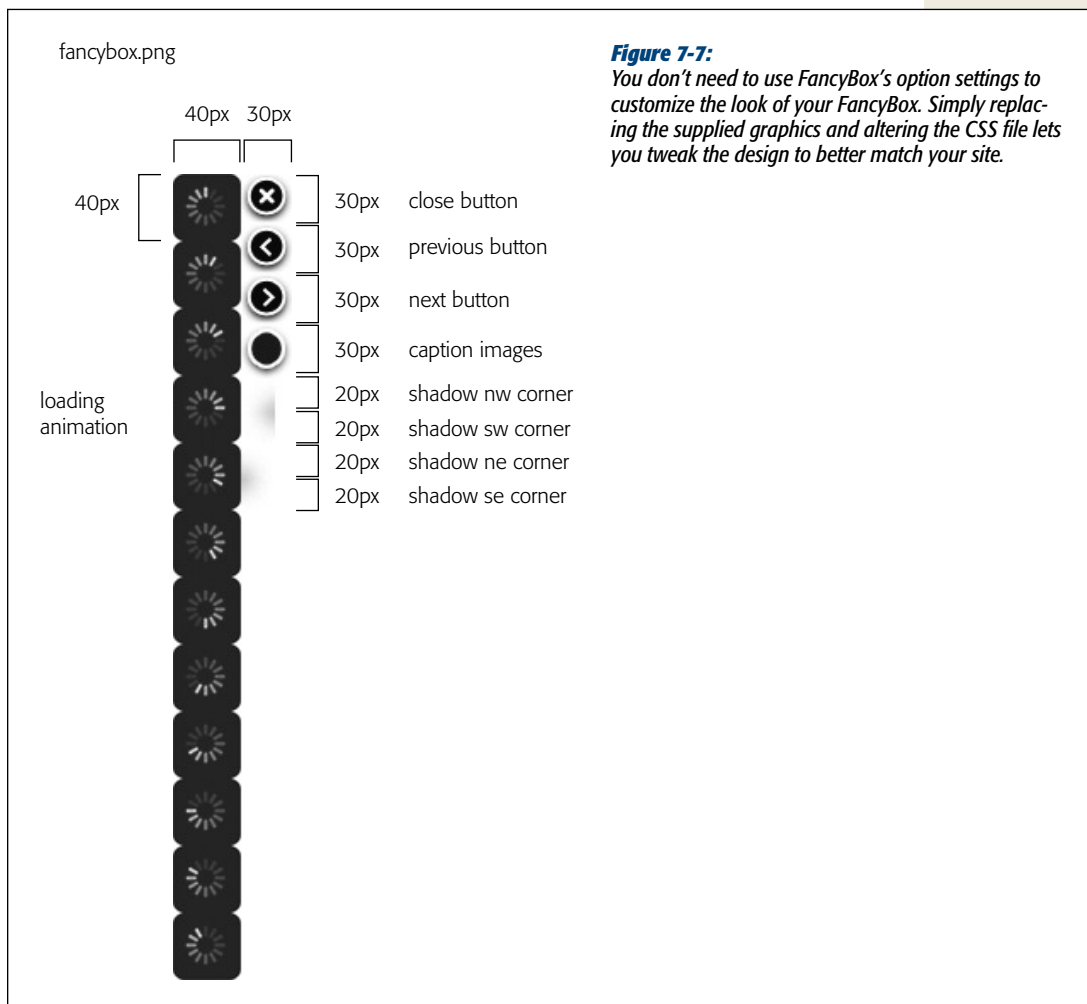 fancybox.png
Figure 7-7:
You don’t need to use FancyBox’s option settings to
customize the look of your FancyBox. Simply replac-
ing the supplied graphics and altering the CSS file lets
you tweak the design to better match your site.
40px 30px
40px
30px close button
30px previous button
30px next button
30px caption images
20px shadow nw corner
loading
animation
20px shadow sw corner
20px shadow ne corner
20px shadow se corner